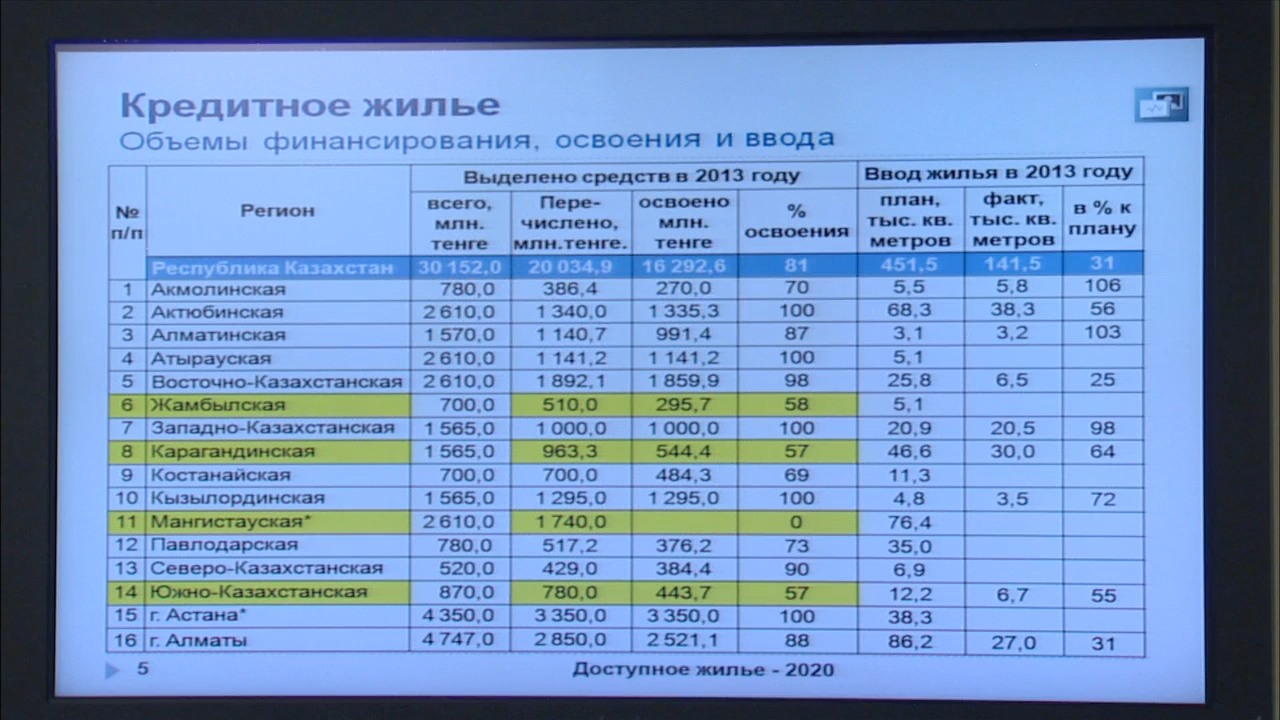 Кредитное жилье
Объемы финансирования, освоения и ввода
№ п/п Регион Выделено средств в 2013 году Ввод жилья в 2013 году
всего, млн. тенге Пере-числено, млн.тенге. освоено млн. тенге % освоения план, тыс. кв. метров факт, тыс. кв. метров в % к плану
Республика Казахстан 30 152,0 20 034,9 16 292,6 81 451,5 141,5 31
1 Акмолинская 780,0 386,4 270,0 70 5,5 5,8 106
2 Актюбинская 2 610,0 1 340,0 1 335,3 100 68,3 38,3 56
3 Алматинская 1 570,0 1 140,7 991,4 87 3,1 3,2 103
4 Атырауская 2 610,0 1 141,2 1 141,2 100 5,1
5 Восточно-Казахстанская 2 610,0 1 892,1 1 859,9 98 25,8 6,5 25
6 Жамбылская 700,0 510,0 295,7 58 5,1
7 Западно-Казахстанская 1 565,0 1 000,0 1 000,0 100 20,9 20,5 98
8 Карагандинская 1 565,0 963,3 544,4 57 46,6 30,0 64
9 Костанайская 700,0 700,0 484,3 69 11,3
10 Кызылординская 1 565,0 1 295,0 1 295,0 100 4,8 3,5 72
11 Мангистауская* 2 610,0 1 740,0 0 76,4
12 Павлодарская 780,0 517,2 376,2 73 35,0
13 Северо-Казахстанская 520,0 429,0 384,4 90 6,9
14 Южно-Казахстанская 870,0 780,0 443,7 57 12,2 6,7 55
15 г. Астана* 4 350,0 3 350,0 3 350,0 100 38,3
16 г. Алматы 4 747,0 2 850,0 2 521,1 88 86,2 27,0 31
5 Доступное жилье - 2020